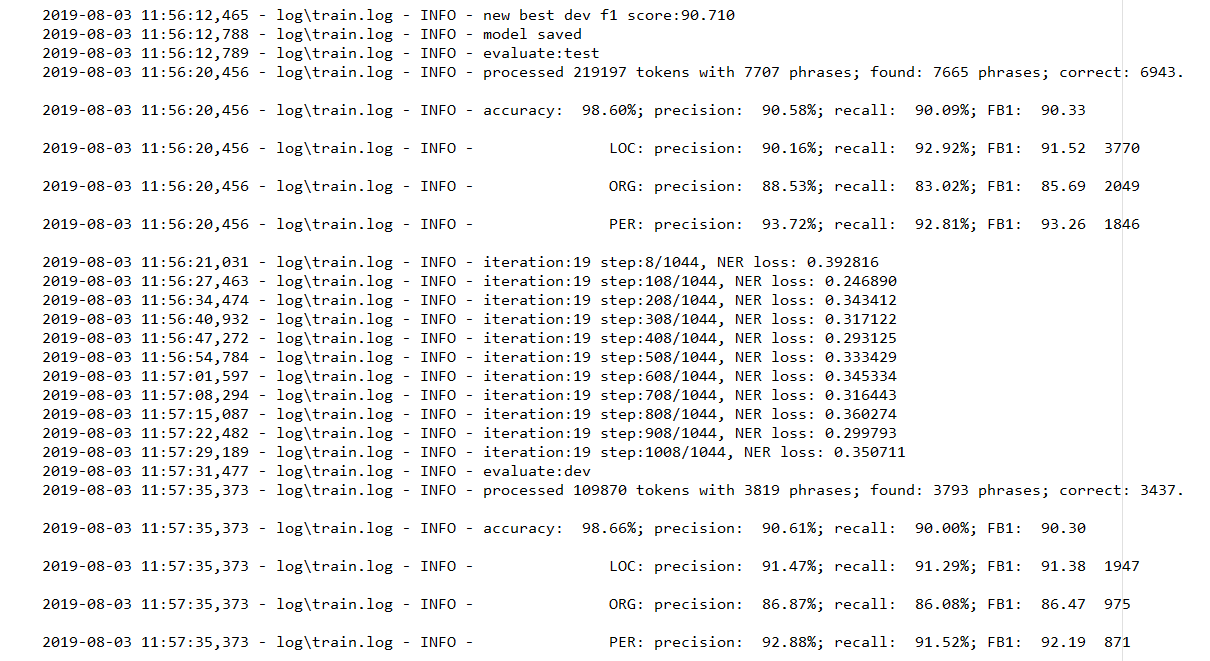 2019-08-03 11:56:12,465 - log\train.log - INFO - new best dev f1 score:90.710
2019-08-03 11:56:12,788 - log\train.log - INFO - model saved
2019-08-03 11:56:12,789 - log\train.log - INFO - evaluate:test
2019-08-03 11:56:20,456 - log\train.log - INFO - processed 219197 tokens with 7707 phrases; found: 7665 phrases; correct: 6943.
2019-08-03 11:56:20,456 - log\train.log - INFO - accuracy:  98.60%; precision:  90.58%; recall:  90.09%; FB1:  90.33
2019-08-03 11:56:20,456 - log\train.log - INFO -               LOC: precision:  90.16%; recall:  92.92%; FB1:  91.52  3770
2019-08-03 11:56:20,456 - log\train.log - INFO -               ORG: precision:  88.53%; recall:  83.02%; FB1:  85.69  2049
2019-08-03 11:56:20,456 - log\train.log - INFO -               PER: precision:  93.72%; recall:  92.81%; FB1:  93.26  1846
2019-08-03 11:56:21,031 - log\train.log - INFO - iteration:19 step:8/1044, NER loss: 0.392816
2019-08-03 11:56:27,463 - log\train.log - INFO - iteration:19 step:108/1044, NER loss: 0.246890
2019-08-03 11:56:34,474 - log\train.log - INFO - iteration:19 step:208/1044, NER loss: 0.343412
2019-08-03 11:56:40,932 - log\train.log - INFO - iteration:19 step:308/1044, NER loss: 0.317122
2019-08-03 11:56:47,272 - log\train.log - INFO - iteration:19 step:408/1044, NER loss: 0.293125
2019-08-03 11:56:54,784 - log\train.log - INFO - iteration:19 step:508/1044, NER loss: 0.333429
2019-08-03 11:57:01,597 - log\train.log - INFO - iteration:19 step:608/1044, NER loss: 0.345334
2019-08-03 11:57:08,294 - log\train.log - INFO - iteration:19 step:708/1044, NER loss: 0.316443
2019-08-03 11:57:15,087 - log\train.log - INFO - iteration:19 step:808/1044, NER loss: 0.360274
2019-08-03 11:57:22,482 - log\train.log - INFO - iteration:19 step:908/1044, NER loss: 0.299793
2019-08-03 11:57:29,189 - log\train.log - INFO - iteration:19 step:1008/1044, NER loss: 0.350711
2019-08-03 11:57:31,477 - log\train.log - INFO - evaluate:dev
2019-08-03 11:57:35,373 - log\train.log - INFO - processed 109870 tokens with 3819 phrases; found: 3793 phrases; correct: 3437.
2019-08-03 11:57:35,373 - log\train.log - INFO - accuracy:  98.66%; precision:  90.61%; recall:  90.00%; FB1:  90.30
2019-08-03 11:57:35,373 - log\train.log - INFO -               LOC: precision:  91.47%; recall:  91.29%; FB1:  91.38  1947
2019-08-03 11:57:35,373 - log\train.log - INFO -               ORG: precision:  86.87%; recall:  86.08%; FB1:  86.47  975
2019-08-03 11:57:35,373 - log\train.log - INFO -               PER: precision:  92.88%; recall:  91.52%; FB1:  92.19  871